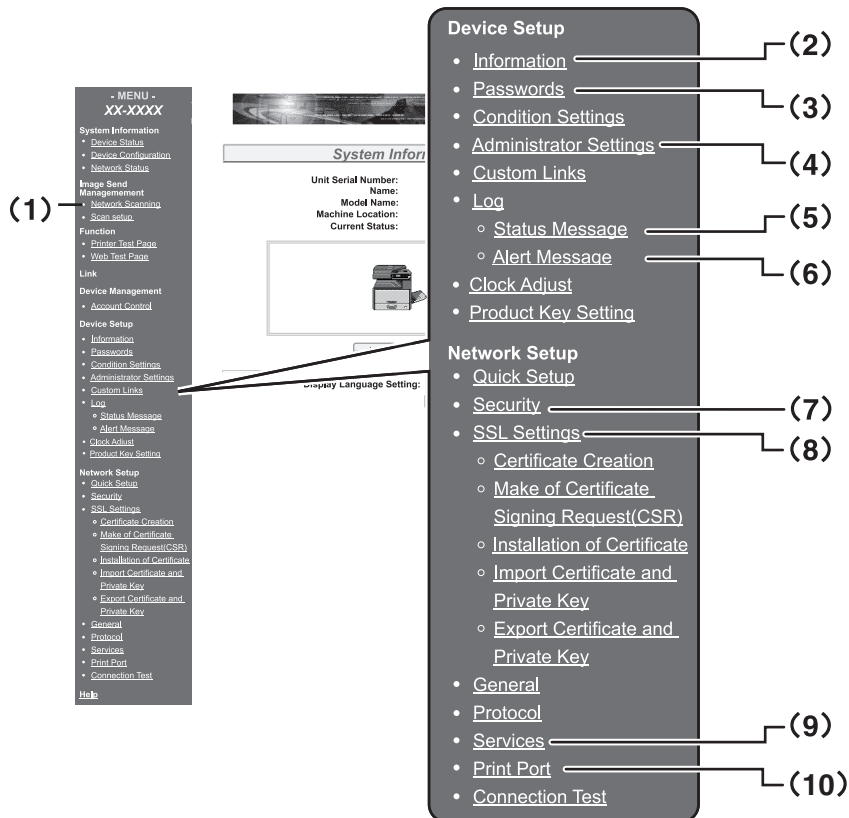 - MENU -
XX-XXXX
System Information
• Device Status
• Device Configuration
• Network Status
Image Send
Managemement
• Network Scanning
• Scan setup
Function
• Printer Test Page
• Web Test Page
Link
Device Management
• Account Control
Device Setup
• Information
• Passwords
• Condition Settings
• Administrator Settings
• Custom Links
• Log
Status Message
Alert Message
• Clock Adjust
• Product Key Setting
Network Setup
• Quick Setup
• Security
• SSL Settings
Certificate Creation
Make of Certificate
Signing Request(CSR)
Installation of Certificate
Import Certificate and
Private Key
Export Certificate and
Private Key
• General
• Protocol
• Services
• Print Port
• Connection Test
Help
(1)
System Infor
Unit Serial Number:
Name:
Model Name:
Machine Location:
Current Status:
Display Language Setting:
Device Setup
• Information
(2)
• Passwords
(3)
• Condition Settings
• Administrator Settings
(4)
• Custom Links
• Log
Status Message
(5)
Alert Message
(6)
• Clock Adjust
• Product Key Setting
Network Setup
• Quick Setup
• Security
(7)
• SSL Settings
(8)
Certificate Creation
Make of Certificate
Signing Request(CSR)
Installation of Certificate
Import Certificate and
Private Key
Export Certificate and
Private Key
• General
• Protocol
• Services
(9)
• Print Port
(10)
• Connection Test